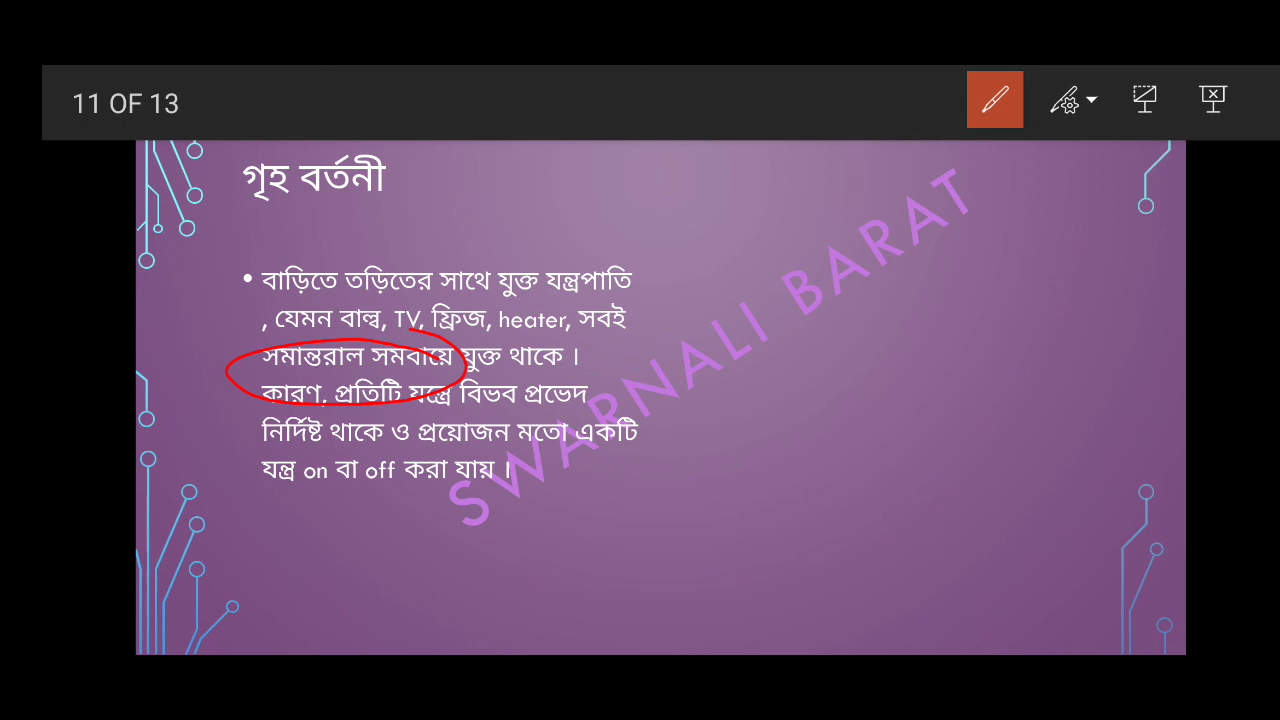 11 OF 13
গৃহ বর্তনী
• বাড়িতে তড়িতের সাথে যুক্ত যন্ত্রপাতি
, যেমন বাল্ব, TV, ফ্রিজ, heater, সবই
সমান্তরাল সমবায়ে যুক্ত থাকে ।
কারণ, প্রতিটি যন্ত্রে বিভব প্রভেদ
নির্দিষ্ট থাকে ও প্রয়োজন মতো একটি
যন্ত্র on বা off করা যায় ।
SWARNALI BARAT